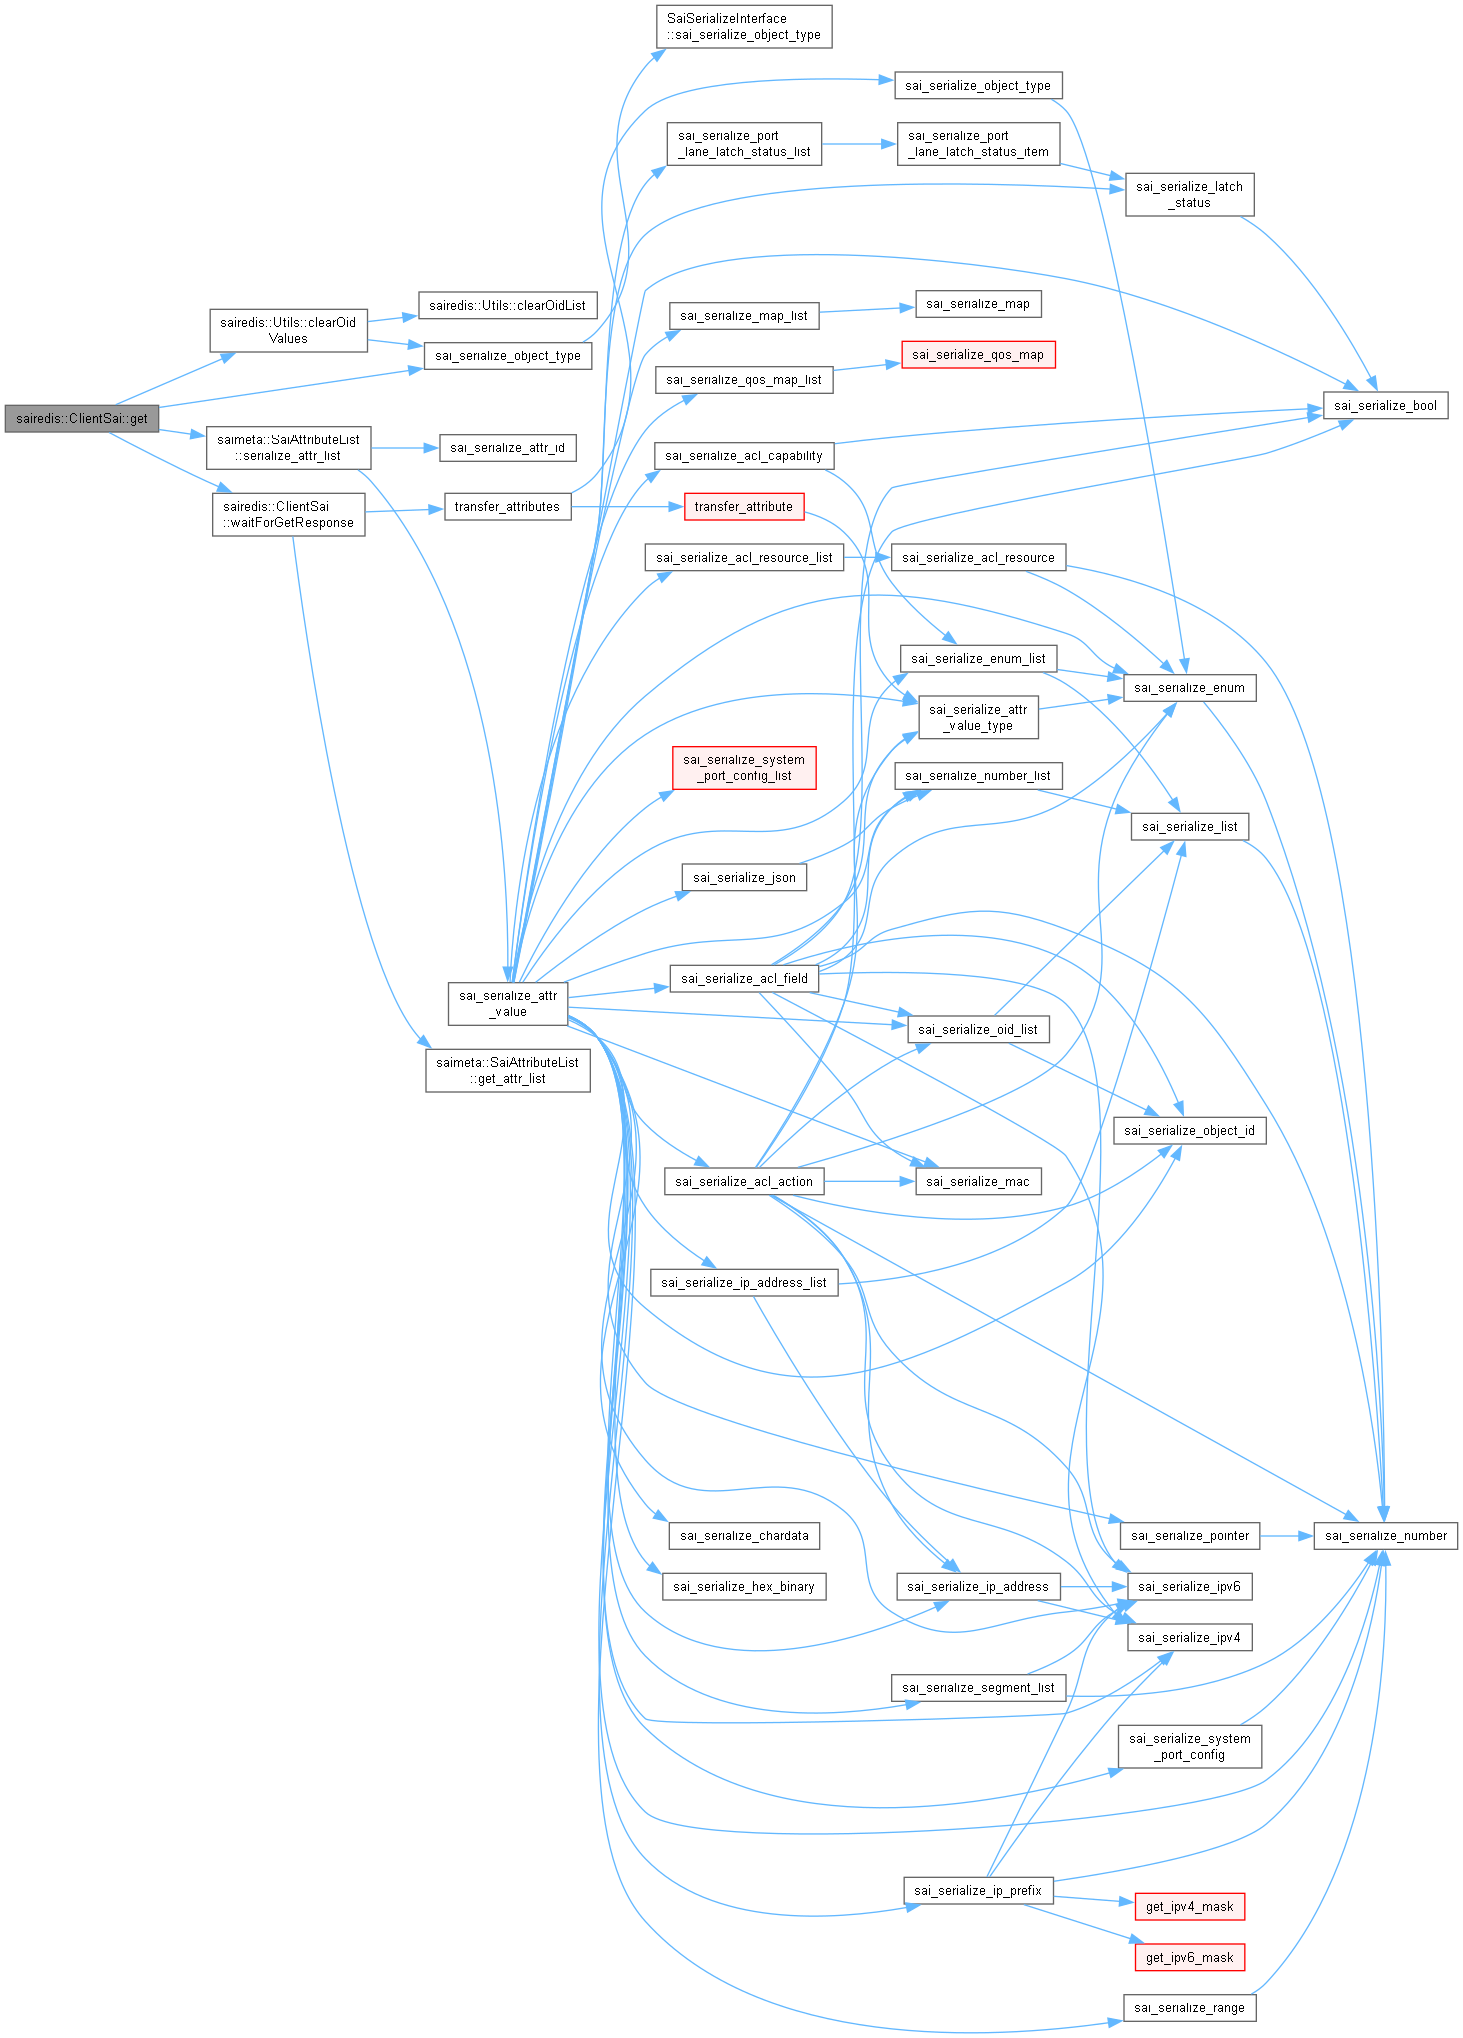 SaiSerializeInterface
::sai_serialize_object_type
sai_serialize_object_type
sai_serialize_port
_lane_latch_status_list
sai_serialize_port
_lane_latch_status_item
sai_serialize_latch
_status
sairedis::Utils::clearOidList
sairedis::Utils::clearOid
Values
sai_serialize_object_type
sai_serialize_map_list
sai_serialize_map
sai_serialize_qos_map_list
sai_serialize_qos_map
sai_serialize_bool
sairedis::ClientSai::get
saimeta::SaiAttributeList
::serialize_attr_list
sai_serialize_attr_id
sai_serialize_acl_capability
sairedis::ClientSai
::waitForGetResponse
transfer_attributes
transfer_attribute
sai_serialize_acl_resource_list
sai_serialize_acl_resource
sai_serialize_enum_list
sai_serialize_enum
sai_serialize_attr
_value_type
sai_serialize_system
_port_config_list
sai_serialize_number_list
sai_serialize_list
sai_serialize_json
sai_serialize_acl_field
sai_serialize_attr
_value
sai_serialize_oid_list
saimeta::SaiAttributeList
::get_attr_list
sai_serialize_object_id
sai_serialize_acl_action
sai_serialize_mac
sai_serialize_ip_address_list
sai_serialize_chardata
sai_serialize_pointer
sai_serialize_number
sai_serialize_hex_binary
sai_serialize_ip_address
sai_serialize_ipv6
sai_serialize_ipv4
sai_serialize_segment_list
sai_serialize_system
_port_config
sai_serialize_ip_prefix
get_ipv4_mask
get_ipv6_mask
sai_serialize_range